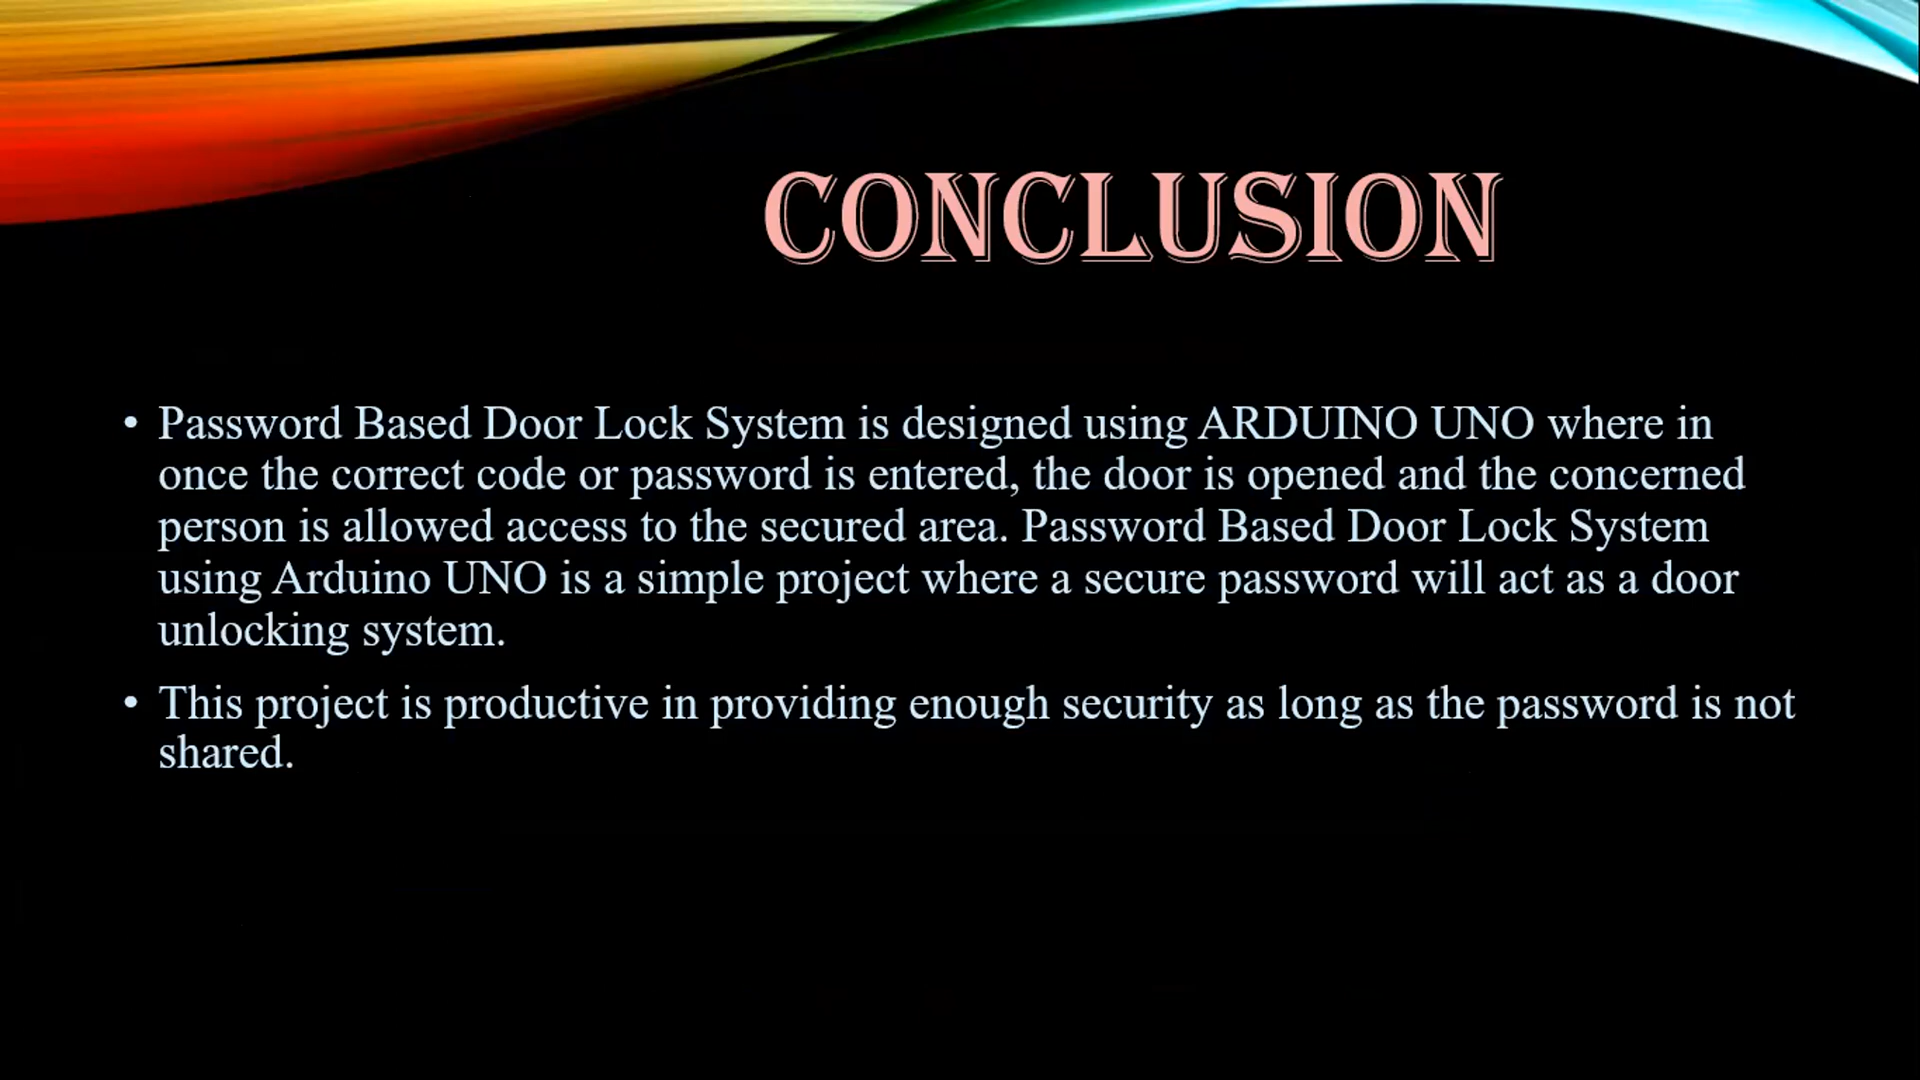 CONCLUSION
• Password Based Door Lock System is designed using ARDUINO UNO where in
once the correct code or password is entered, the door is opened and the concerned
person is allowed access to the secured area. Password Based Door Lock System
using Arduino UNO is a simple project where a secure password will act as a door
unlocking system.
• This project is productive in providing enough security as long as the password is not
shared.